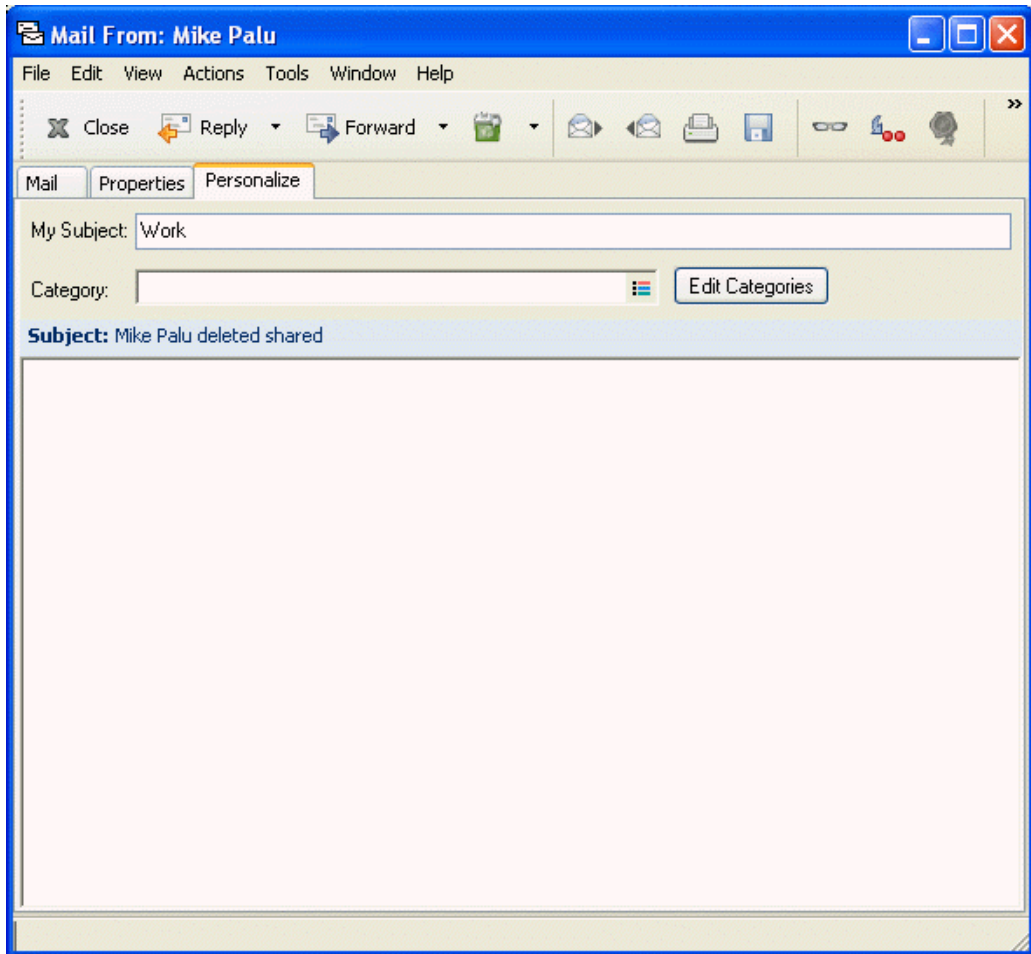 Mail From: Mike Palu
File Edit View Actions Tools Window Help
Close Reply Forward »
Mail Properties Personalize
My Subject: Work
Category: Edit Categories
Subject: Mike Palu deleted shared